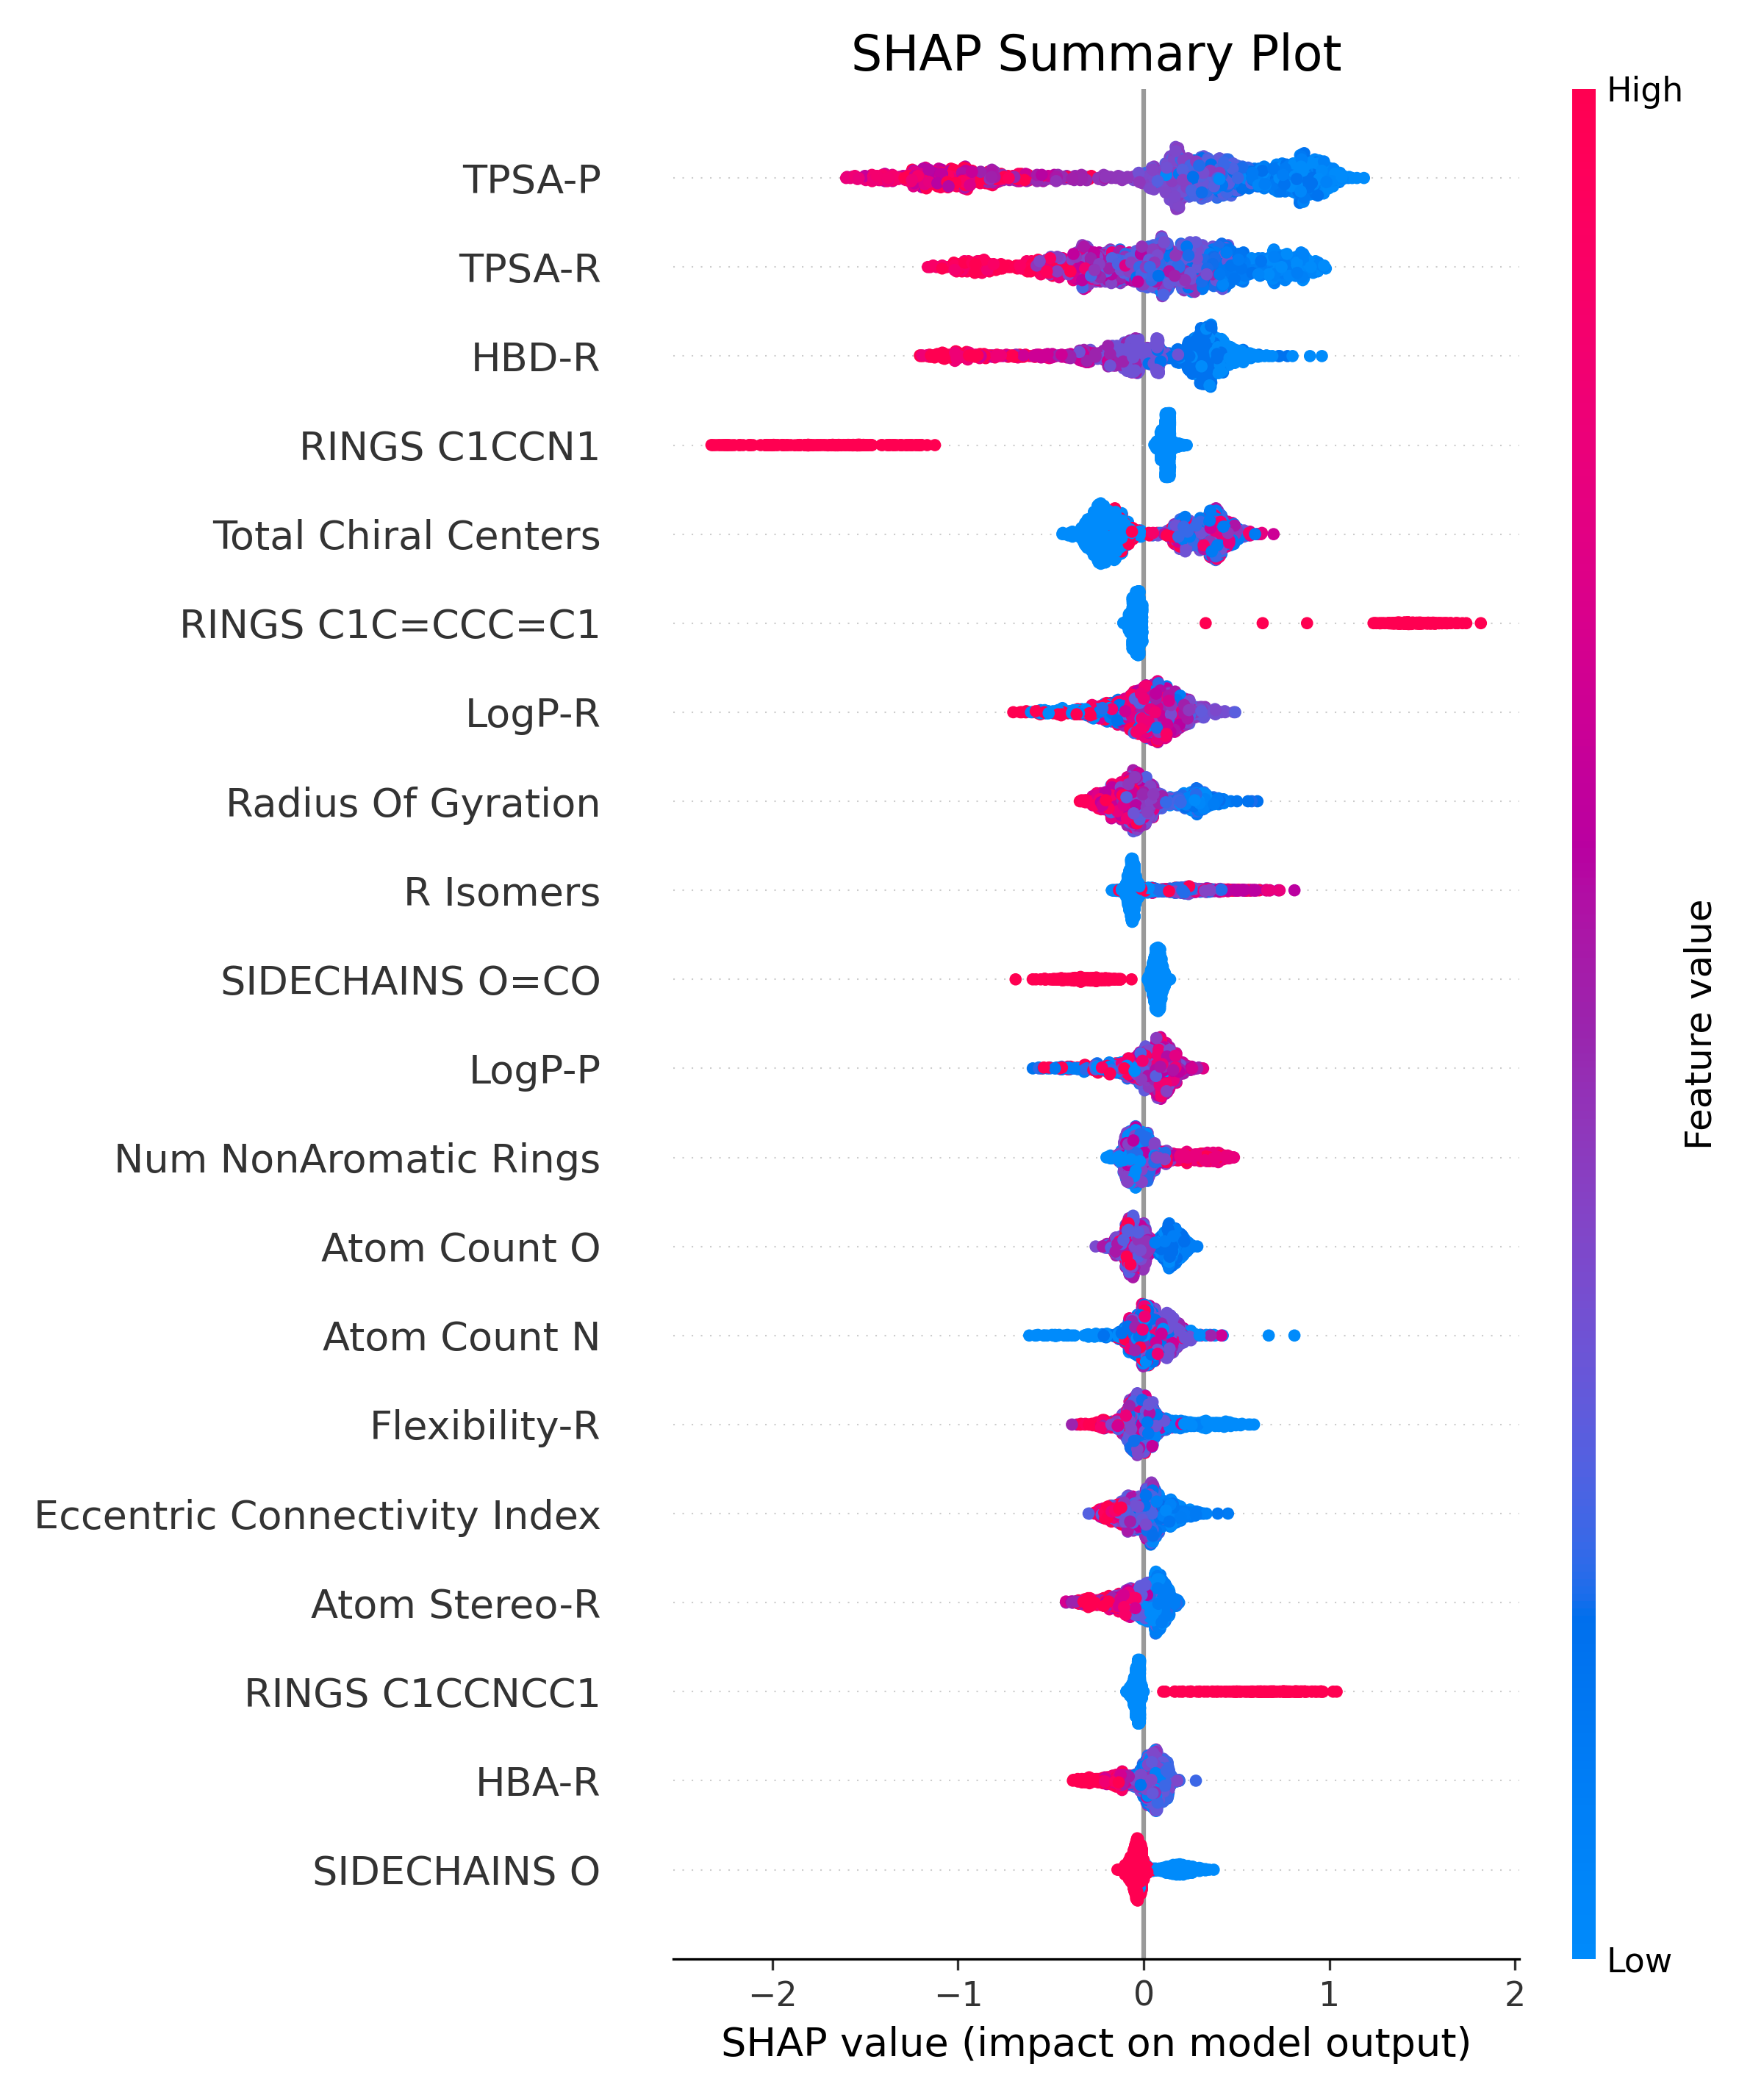 SHAP Summary Plot
High
TPSA-P
TPSA-R
HBD-R
RINGS C1CCN1
Total Chiral Centers
RINGS C1C=CCC=C1
LogP-R
Radius Of Gyration
R Isomers
SIDECHAINS O=CO
LogP-P
Num NonAromatic Rings
Atom Count O
Atom Count N
Flexibility-R
Eccentric Connectivity Index
Atom Stereo-R
RINGS C1CCNCC1
HBA-R
SIDECHAINS O
Feature value
Low
−2 −1 0 1 2
SHAP value (impact on model output)